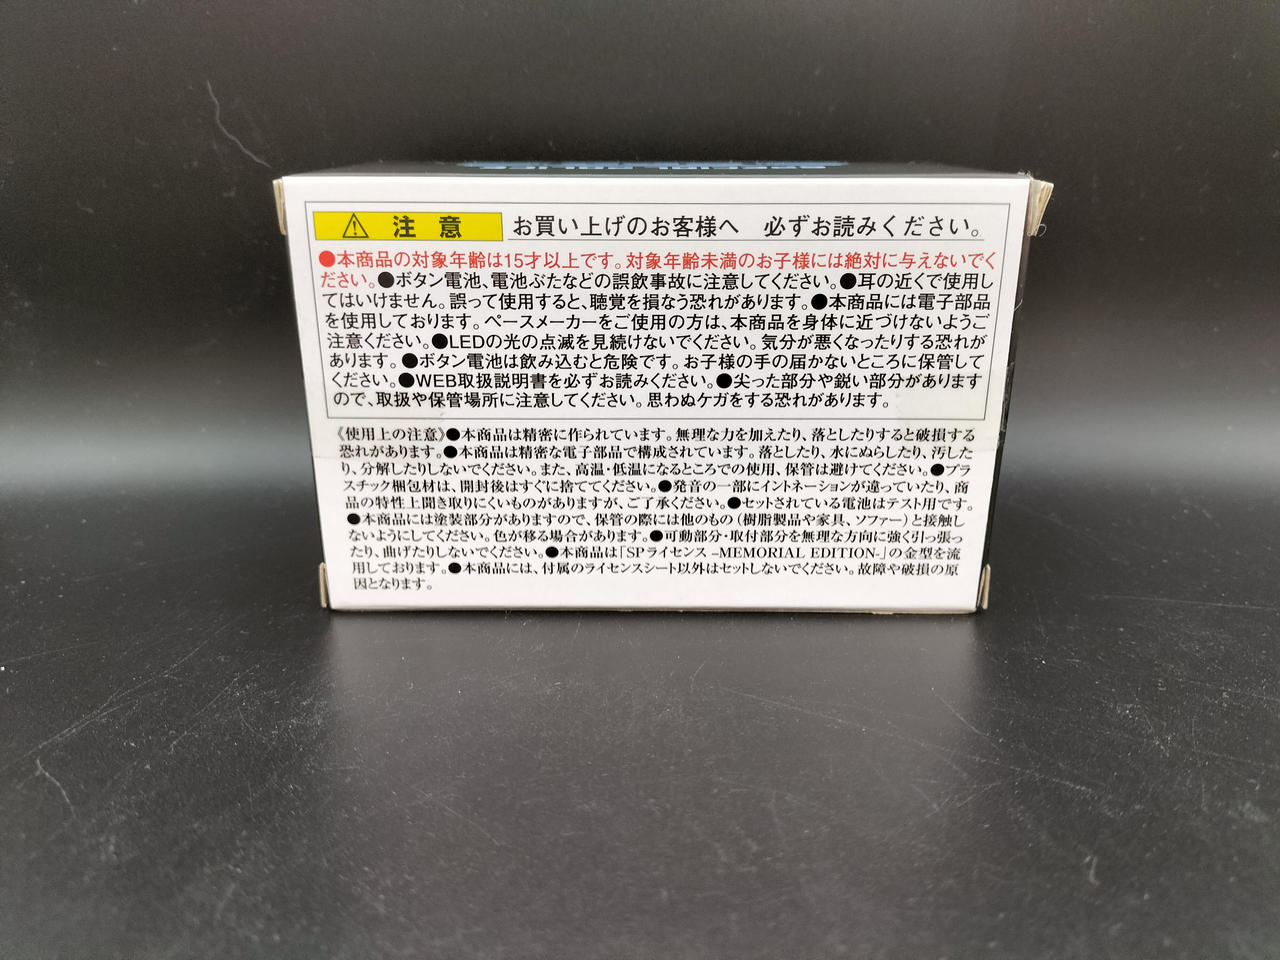 注意 お買い上げのお客様へ 必ずお読みください。
●本商品の対象年齢は15才以上です。対象年齢未満のお子様には絶対に与えないでく
ださい。●ボタン電池、電池ぶたなどの誤飲事故に注意してください。●耳の近くで使用し
てはいけません。誤って使用すると、聴覚を損なう恐れがあります。●本商品には電子部品
を使用しております。ペースメーカーをご使用の方は、本商品を身体に近づけないようご
注意ください。●LEDの光の点滅を見続けないでください。気分が悪くなったりする恐れが
あります。●ボタン電池は飲み込むと危険です。お子様の手の届かないところに保管して
ください。●WEB取扱説明書を必ずお読みください。●尖った部分や鋭い部分があります
ので、取扱や保管場所に注意してください。思わぬケガをする恐れがあります。
《使用上の注意》●本商品は精密に作られています。無理な力を加えたり、落としたりすると破損する
恐れがあります。●本商品は精密な電子部品で構成されています。落としたり、水にぬらしたり、汚した
り、分解したりしないでください。また、高温・低温になるところでの使用、保管は避けてください。●プラ
スチック梱包材は、開封後はすぐに捨ててください。●発音の一部にイントネーションが違っていたり、商
品の特性上聞き取りにくいものがありますが、ご了承ください。●セットされている電池はテスト用です。
●本商品には塗装部分がありますので、保管の際には他のもの（樹脂製品や家具、ソファー）と接触し
ないようにしてください。色が移る場合があります。●可動部分・取付部分を無理な方向に強く引っ張っ
たり、曲げたりしないでください。●本商品は「SPライセンス –MEMORIAL EDITION-」の金型を流
用しております。●本商品には、付属のライセンスシート以外はセットしないでください。故障や破損の原
因となります。